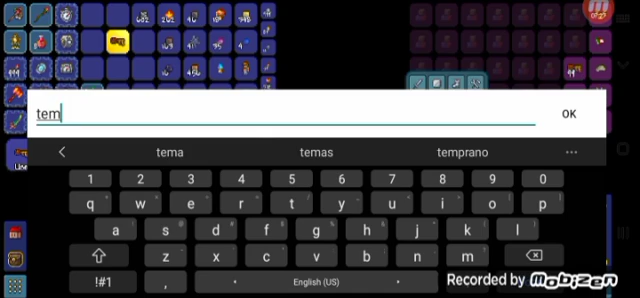 tem
OK
tema temas temprano
1 2 3 4 5 6 7 8 9 0
q w e r t y u i o p
a s d f g h j k l
z x c v b n m
!#1 , English (US)
Recorded by Mobizen